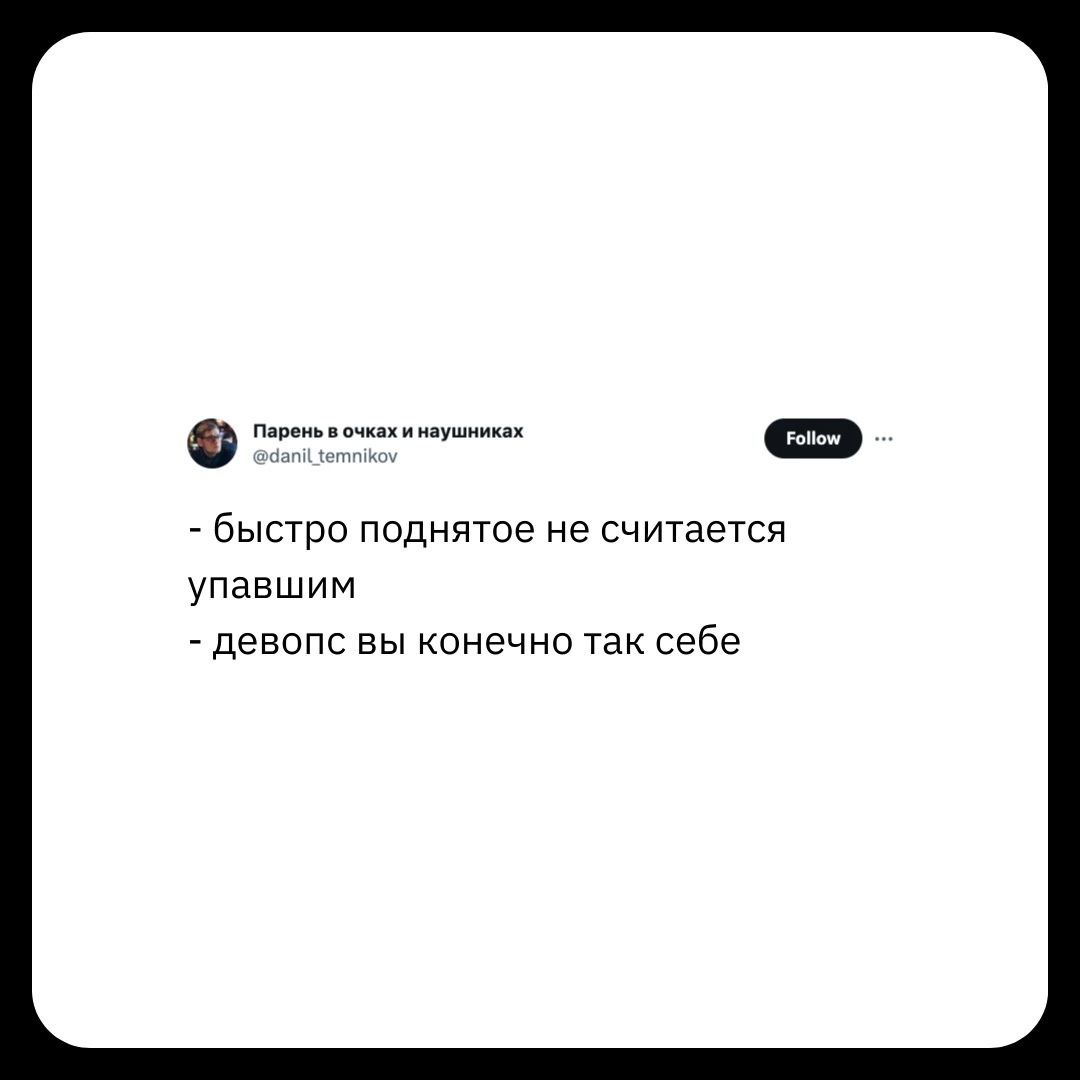 Парень в очках и наушниках
@danil_temnikov
Follow
- быстро поднятое не считается
упавшим
- девопс вы конечно так себе